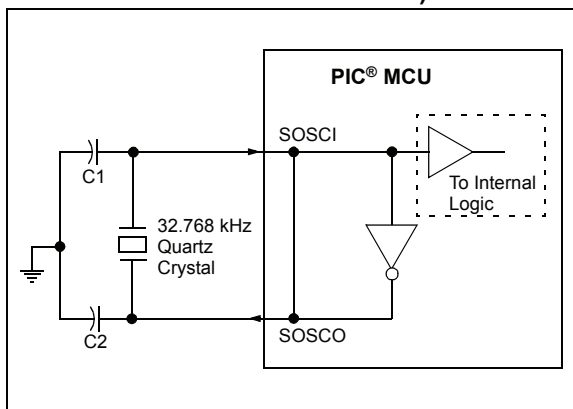 PIC® MCU
SOSCI
C1
To Internal
Logic
32.768 kHz
Quartz
Crystal
SOSCO
C2